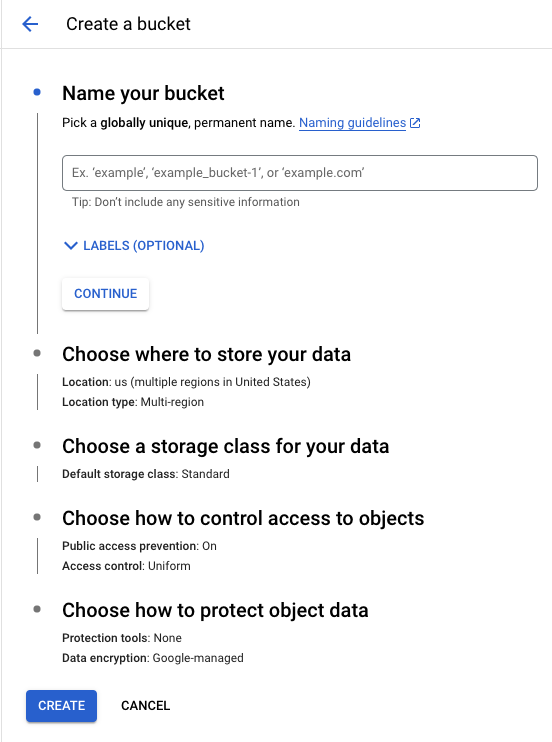 Create a bucket
Name your bucket
Pick a globally unique, permanent name. Naming guidelines
Ex. ‘example’, ‘example_bucket-1’, or ‘example.com’
Tip: Don’t include any sensitive information
LABELS (OPTIONAL)
CONTINUE
Choose where to store your data
Location: us (multiple regions in United States)
Location type: Multi-region
Choose a storage class for your data
Default storage class: Standard
Choose how to control access to objects
Public access prevention: On
Access control: Uniform
Choose how to protect object data
Protection tools: None
Data encryption: Google-managed
CREATE CANCEL